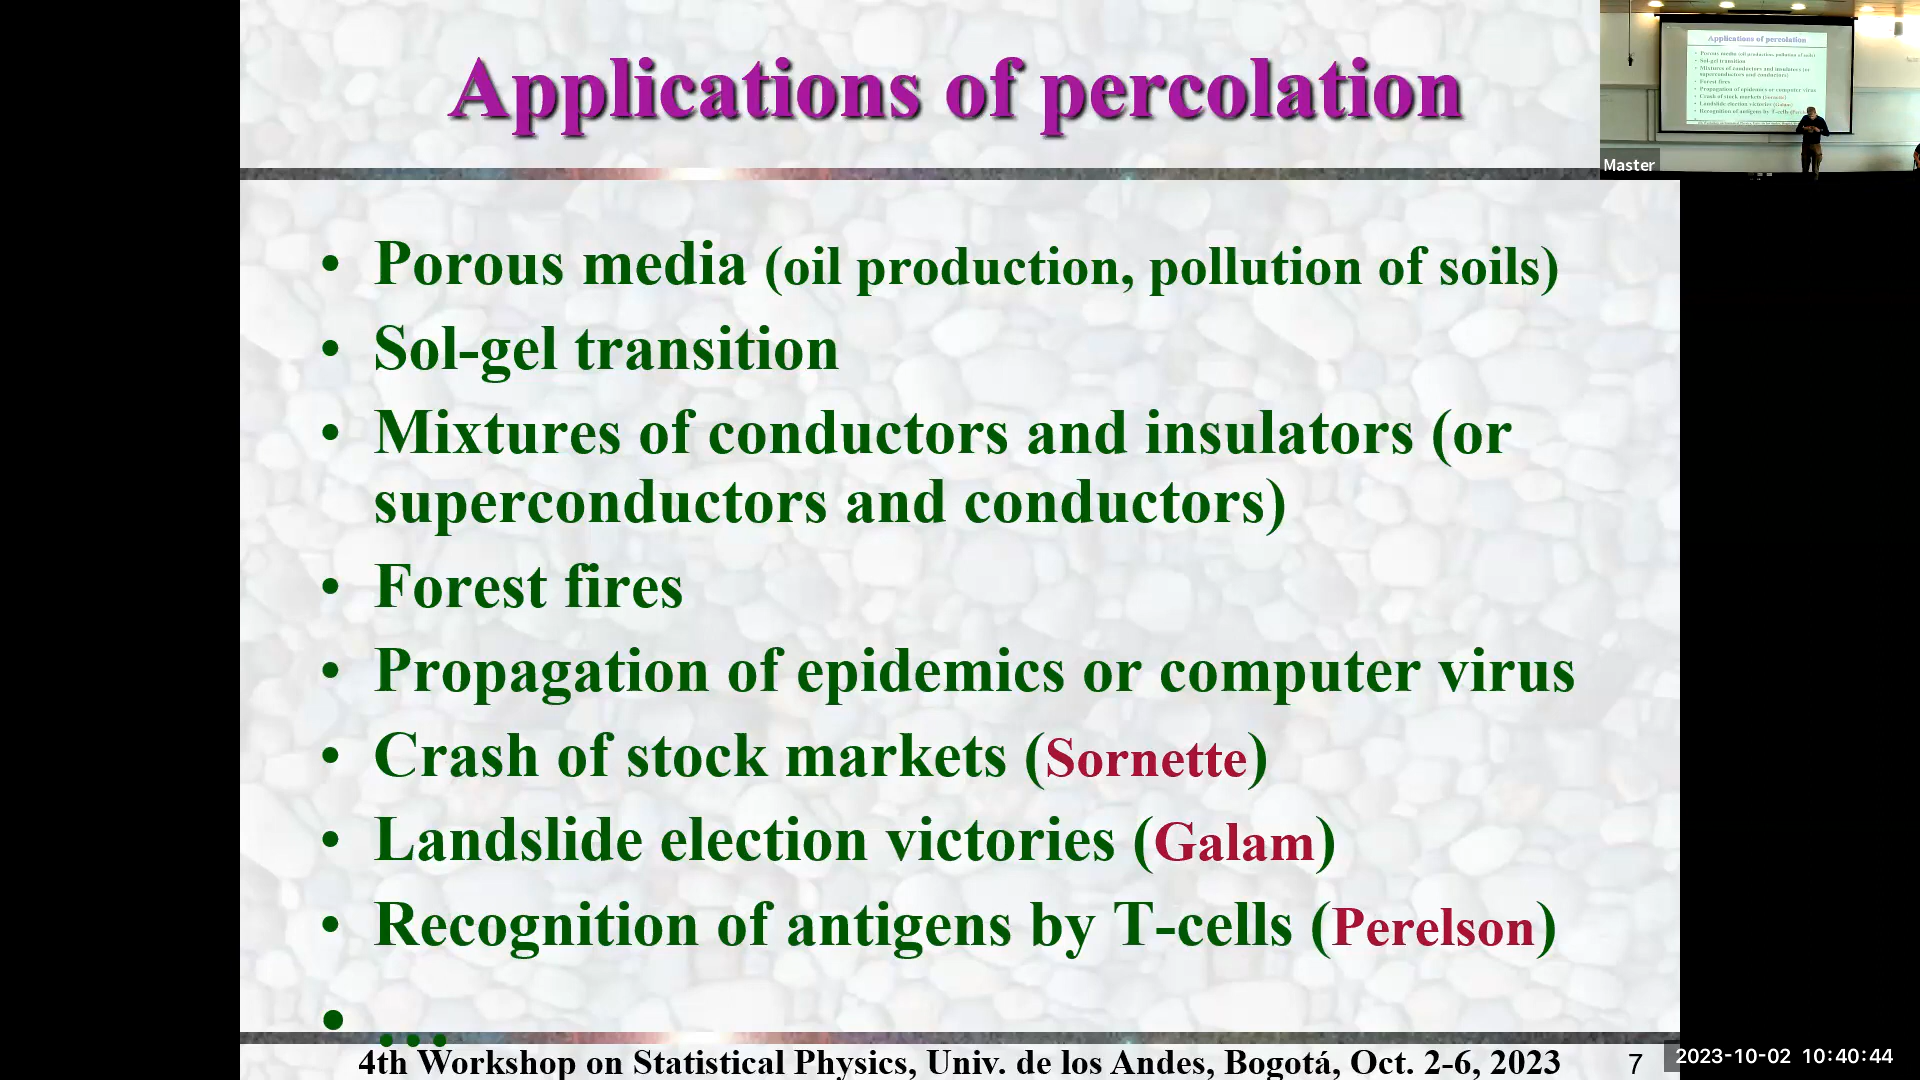 Applications of percolation
Master
• Porous media (oil production, pollution of soils)
• Sol-gel transition
• Mixtures of conductors and insulators (or
superconductors and conductors)
• Forest fires
• Propagation of epidemics or computer virus
• Crash of stock markets (Sornette)
• Landslide election victories (Galam)
• Recognition of antigens by T-cells (Perelson)
• ...
4th Workshop on Statistical Physics, Univ. de los Andes, Bogotá, Oct. 2-6, 2023
7
2023-10-02 10:40:44